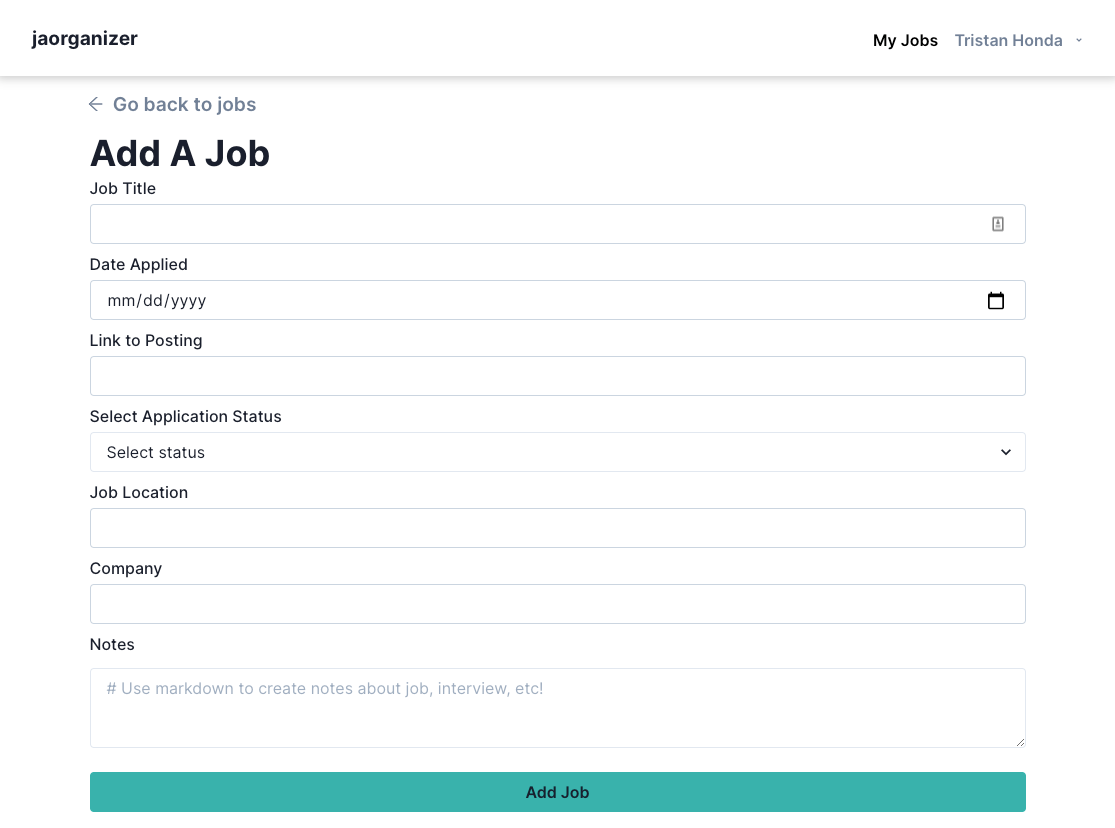 jaorganizer
My Jobs Tristan Honda
Go back to jobs
Add A Job
Job Title
Date Applied
mm/dd/yyyy
Link to Posting
Select Application Status
Select status
Job Location
Company
Notes
# Use markdown to create notes about job, interview, etc!
Add Job